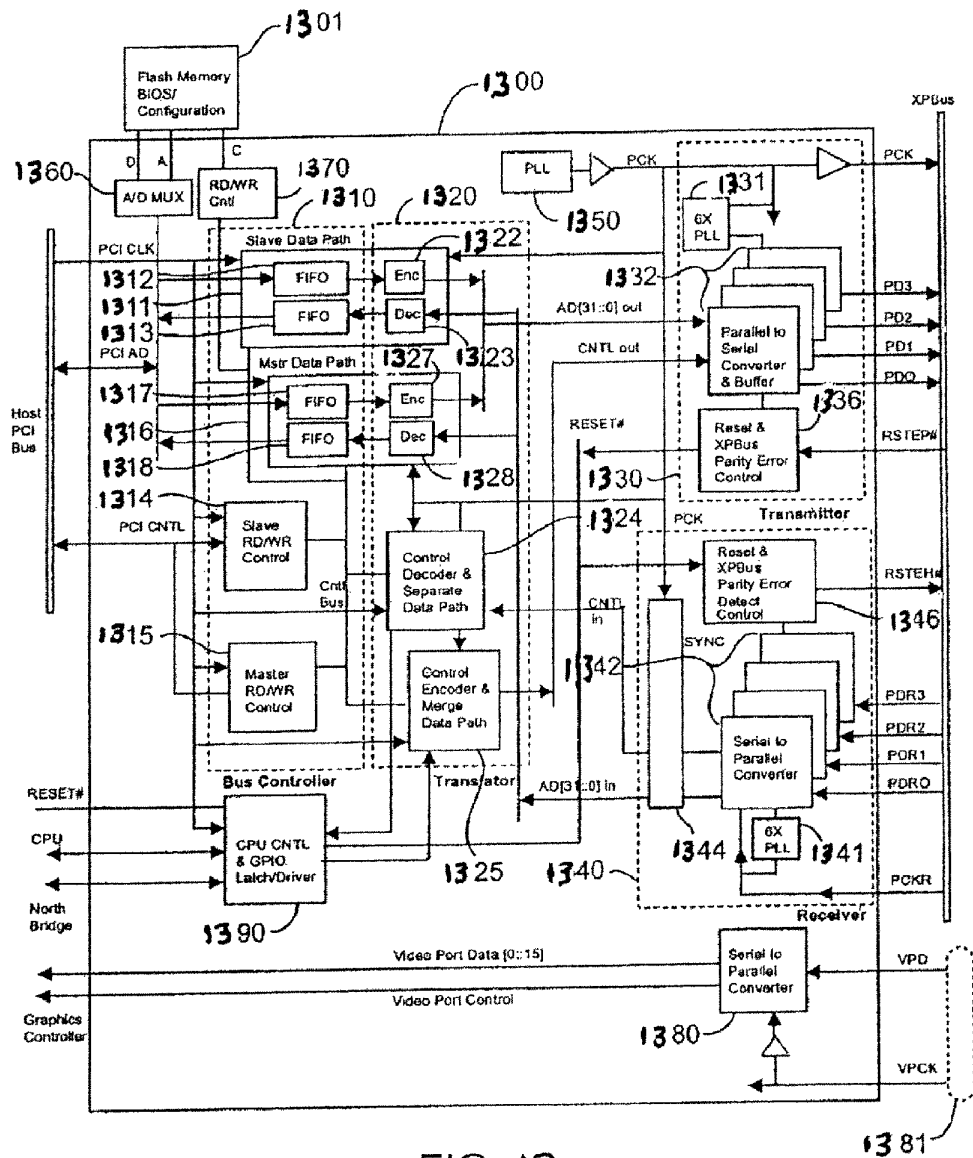 1301
Flash Memory
BIOS/
Configuration
1300
XPBus
D
A
C
1360
A/D MUX
RD/WR
Cntl
1370
1310
1320
PLL
1350
PCK
PCK
1331
6X
PLL
PCI CLK
Slave Data Path
1322
1312
FIFO
Enc
1311
1313
FIFO
Dec
1323
1332
PD3
AD[31::0] out
PD2
PCI AD
Parallel to
Serial
Converter
& Buffer
PD1
CNTL out
PD0
Mstr Data Path
1327
1317
FIFO
Enc
1316
1318
FIFO
Dec
1328
Host
PCI
Bus
RESET#
1336
Reset &
XPBus
Parity Error
Control
RSTEP#
1330
Transmitter
1314
PCI CNTL
Slave
RD/WR
Control
1324
PCK
Control
Decoder &
Separate
Data Path
Cntl
Bus
CNTL
in
Reset &
XPBus
Parity Error
Detect
Control
RSTEH#
1346
1315
SYNC
1342
Master
RD/WR
Control
Control
Encoder &
Merge
Data Path
PDR3
PDR2
Serial to
Parallel
Converter
PDR1
PDR0
Bus Controller
Translator
AD[31::0] in
RESET#
CPU
CPU CNTL
& GPIO
Latch/Driver
1325
1340
1344
6X
PLL
1341
PCKR
North
Bridge
1390
Receiver
Video Port Data [0::15]
Serial to
Parallel
Converter
VPD
Video Port Control
Graphics
Controller
1380
VPCK
1381